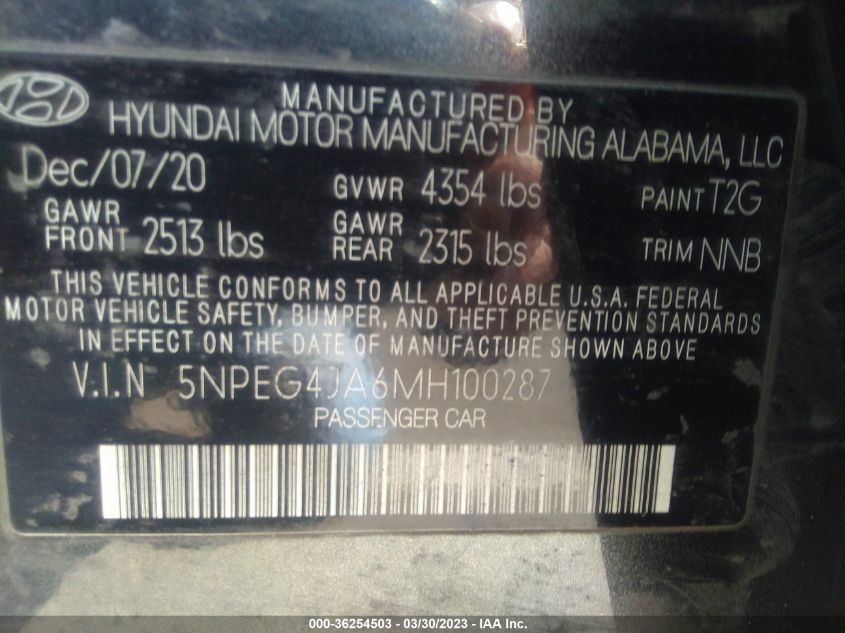 MANUFACTURED BY
HYUNDAI MOTOR MANUFACTURING ALABAMA, LLC
Dec/07/20 GVWR 4354 lbs PAINT T2G
GAWR FRONT 2513 lbs GAWR REAR 2315 lbs TRIM NNB
THIS VEHICLE CONFORMS TO ALL APPLICABLE U.S.A. FEDERAL
MOTOR VEHICLE SAFETY, BUMPER, AND THEFT PREVENTION STANDARDS
IN EFFECT ON THE DATE OF MANUFACTURE SHOWN ABOVE.
V.I.N 5NPEG4JA6MH100287
PASSENGER CAR
000-36254503 - 03/30/2023 - IAA Inc.